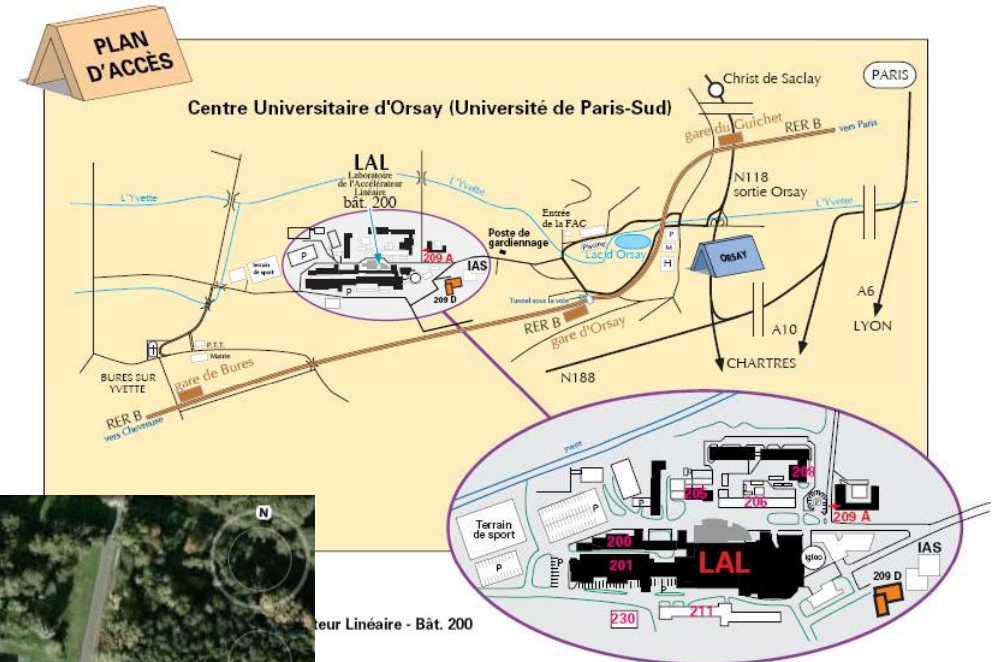 PLAN
D'ACCÈS
Centre Universitaire d'Orsay (Université de Paris-Sud)
Christ de Saclay
PARIS
gare du Guichet
RER B
vers Paris
N118
sortie Orsay
L'Yvette
LAL
Laboratoire
de l'Accélérateur
Linéaire
bât. 200
L'Yvette
L'Yvette
Entrée
de la FAC
Poste de
gardiennage
Piscine
Lac d'Orsay
P
M
H
ORSAY
Terrain
de sport
P
209 A
IAS
209 D
P
Tunnel sous la voie
RER B
gare d'Orsay
A6
LYON
A10
CHARTRES
N188
P.T.T.
Mairie
BURES SUR
YVETTE
gare de Bures
RER B
vers Chevreuse
Yvette
208
205
206
P
209 A
Terrain
de sport
P
P
P
200
201
LAL
igloo
IAS
209 D
P
P
230
211
N
teur Linéaire - Bât. 200